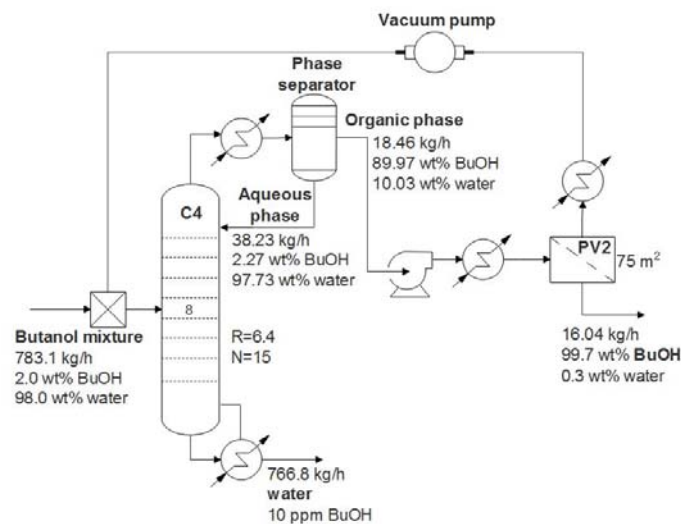 Vacuum pump
Phase
separator
Organic phase
18.46 kg/h
89.97 wt% BuOH
10.03 wt% water
C4
Aqueous
phase
38.23 kg/h
2.27 wt% BuOH
97.73 wt% water
PV2
75 m²
8
Butanol mixture
783.1 kg/h
2.0 wt% BuOH
98.0 wt% water
R=6.4
N=15
16.04 kg/h
99.7 wt% BuOH
0.3 wt% water
766.8 kg/h
water
10 ppm BuOH